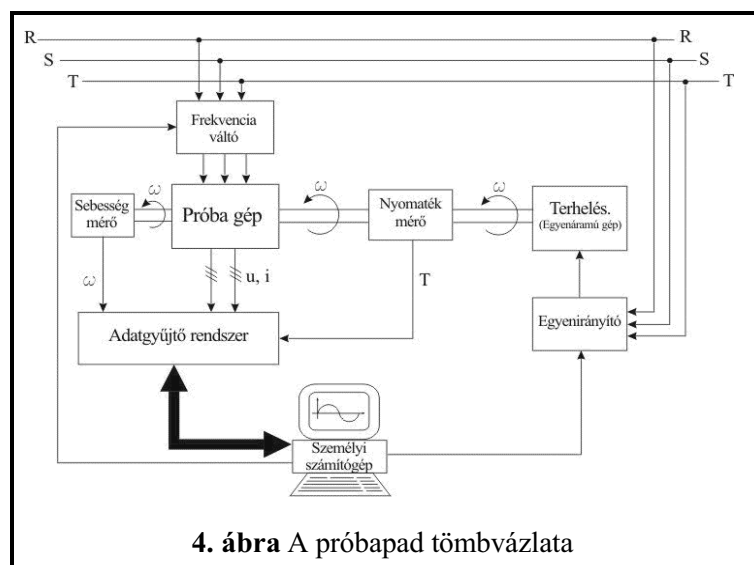 R R
S S
T T
Frekvencia
váltó
ω ω ω
Sebesség
mérő
Próba gép
Nyomaték
mérő
Terhelés.
(Egyenáramú gép)
ω
u, i
T
Adatgyűjtő rendszer
Egyenirányító
Személyi
számítógép
4. ábra A próbapad tömbvázlata